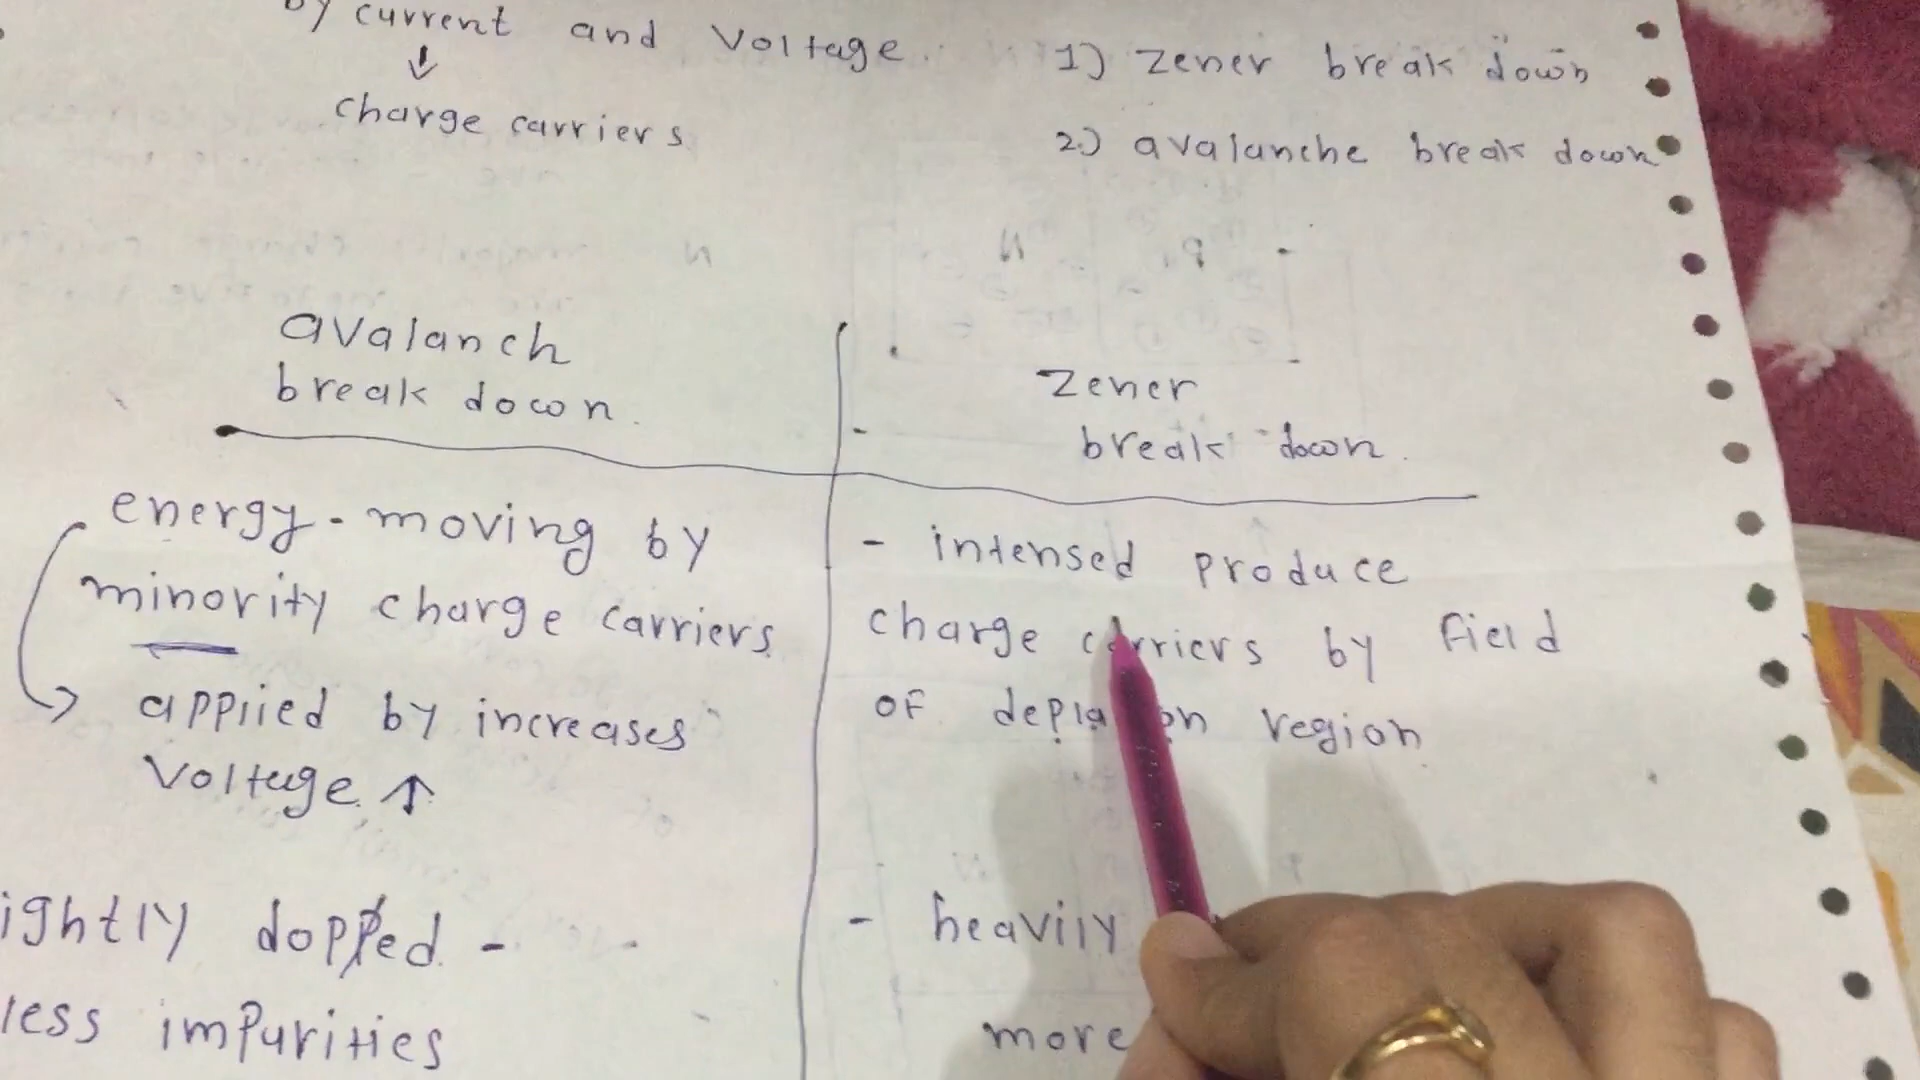 by current and Voltage.
↓
charge carriers
1) Zener break down
2) avalanche break down
avalanch
break down.
Zener
break down.
energy - moving by
minority charge carriers
applied by increases
Voltage ↑
- intensed produce
charge carriers by field
of region
ightly dopped -
less impurities
- heavily
more